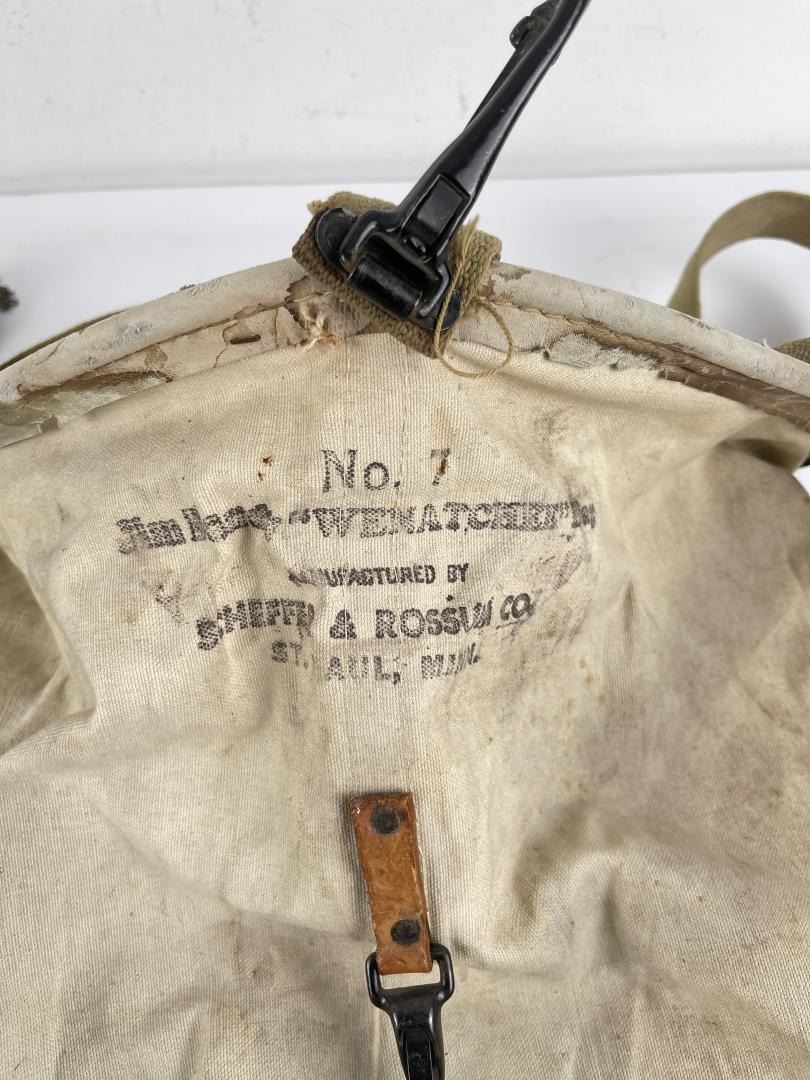 No. 7
"WENATCHEE"
MANUFACTURED BY
SCHEFFER & ROSSUM CO.
ST. PAUL, MINN.